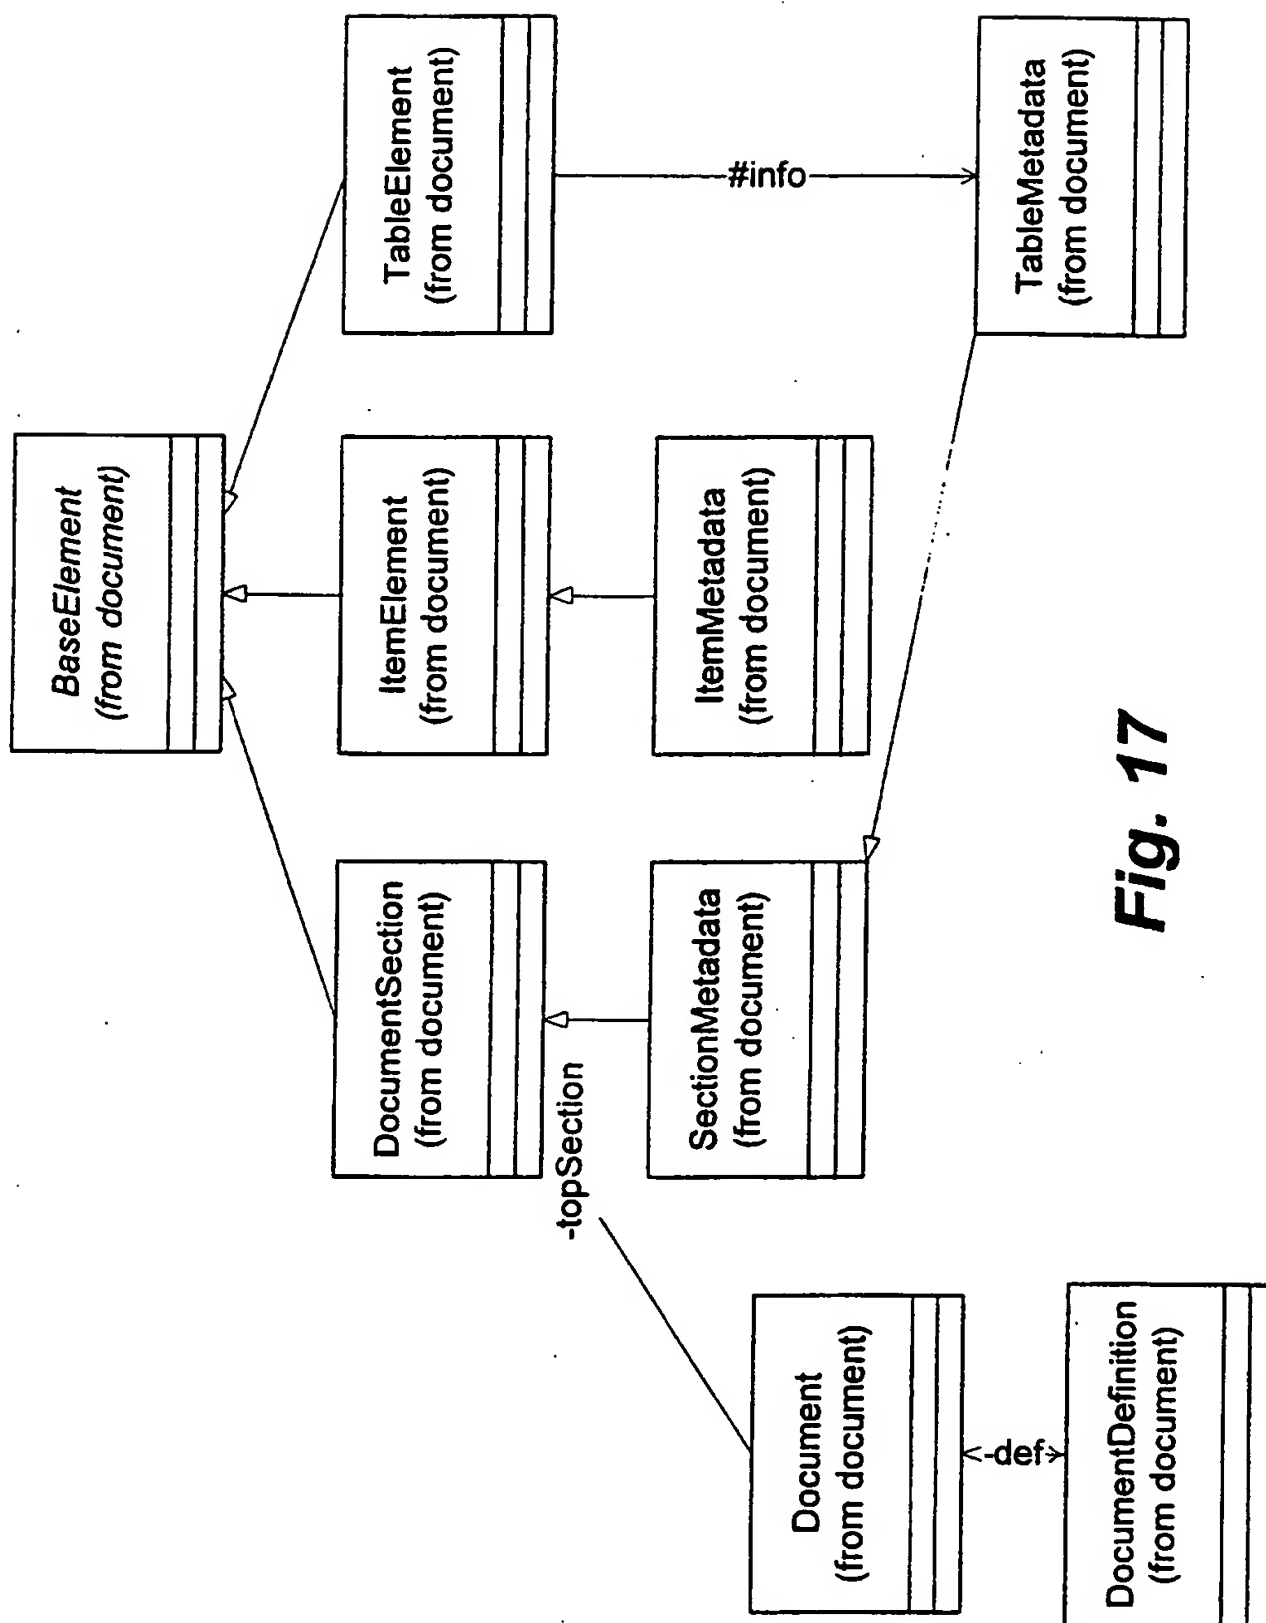 BaseElement
(from document)
DocumentSection
(from document)
ItemElement
(from document)
TableElement
(from document)
-topSection
#info
SectionMetadata
(from document)
ItemMetadata
(from document)
TableMetadata
(from document)
Document
(from document)
-def
DocumentDefinition
(from document)
Fig. 17